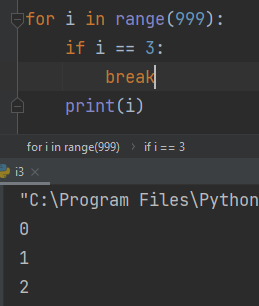 for i in range(999):
    if i == 3:
        break
    print(i)
for i in range(999) › if i == 3
i3 ×
"C:\Program Files\Python
0
1
2